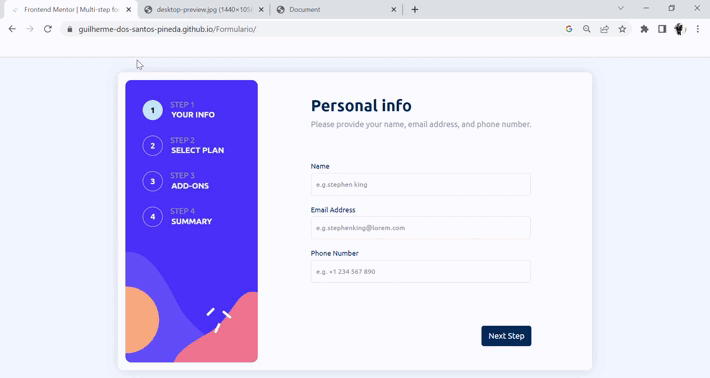 Frontend Mentor | Multi-step fo
desktop-preview.jpg (1440×105
Document
guilherme-dos-santos-pineda.github.io/Formulario/
1
STEP 1
YOUR INFO
2
STEP 2
SELECT PLAN
3
STEP 3
ADD-ONS
4
STEP 4
SUMMARY
Personal info
Please provide your name, email address, and phone number.
Name
e.g.stephen king
Email Address
e.g.stephenking@lorem.com
Phone Number
e.g. +1 234 567 890
Next Step